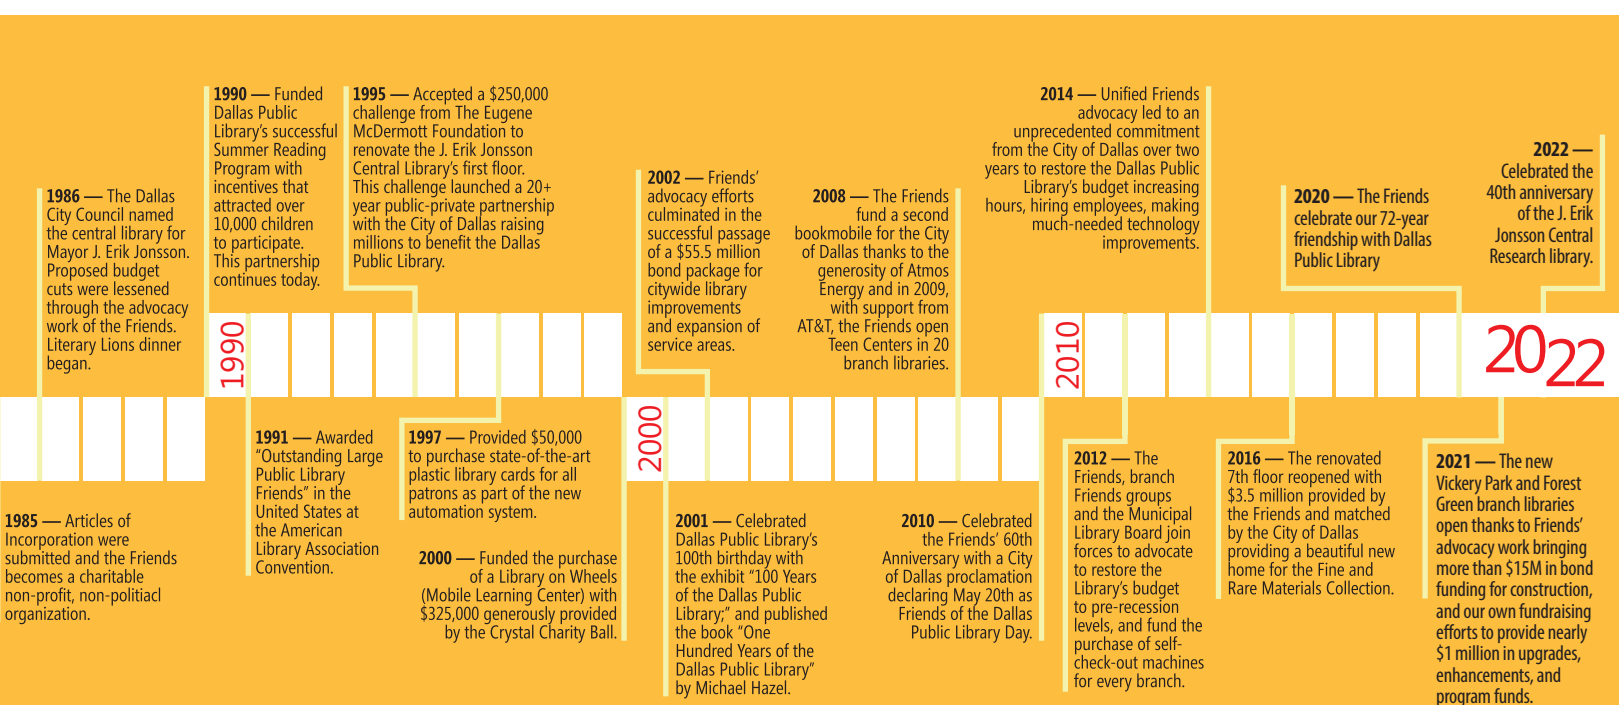 1985 — Articles of
Incorporation were
submitted and the Friends
becomes a charitable
non-profit, non-politiacl
organization.
1986 — The Dallas
City Council named
the central library for
Mayor J. Erik Jonsson.
Proposed budget
cuts were lessened
through the advocacy
work of the Friends.
Literary Lions dinner
began.
1990 — Funded
Dallas Public
Library’s successful
Summer Reading
Program with
incentives that
attracted over
10,000 children
to participate.
This partnership
continues today.
1990
1991 — Awarded
“Outstanding Large
Public Library
Friends” in the
United States at
the American
Library Association
Convention.
1995 — Accepted a $250,000
challenge from The Eugene
McDermott Foundation to
renovate the J. Erik Jonsson
Central Library’s first floor.
This challenge launched a 20+
year public-private partnership
with the City of Dallas raising
millions to benefit the Dallas
Public Library.
1997 — Provided $50,000
to purchase state-of-the-art
plastic library cards for all
patrons as part of the new
automation system.
2000 — Funded the purchase
of a Library on Wheels
(Mobile Learning Center) with
$325,000 generously provided
by the Crystal Charity Ball.
2000
2001 — Celebrated
Dallas Public Library’s
100th birthday with
the exhibit “100 Years
of the Dallas Public
Library,” and published
the book “One
Hundred Years of the
Dallas Public Library”
by Michael Hazel.
2002 — Friends’
advocacy efforts
culminated in the
successful passage
of a $55.5 million
bond package for
citywide library
improvements
and expansion of
service areas.
2008 — The Friends
fund a second
bookmobile for the City
of Dallas thanks to the
generosity of Atmos
Energy and in 2009,
with support from
AT&T, the Friends open
Teen Centers in 20
branch libraries.
2010 — Celebrated
the Friends’ 60th
Anniversary with a City
of Dallas proclamation
declaring May 20th as
Friends of the Dallas
Public Library Day.
2010
2012 — The
Friends, branch
Friends groups
and the Municipal
Library Board join
forces to advocate
to restore the
Library’s budget
to pre-recession
levels, and fund the
purchase of self-
check-out machines
for every branch.
2014 — Unified Friends
advocacy led to an
unprecedented commitment
from the City of Dallas over two
years to restore the Dallas Public
Library’s budget increasing
hours, hiring employees, making
much-needed technology
improvements.
2016 — The renovated
7th floor reopened with
$3.5 million provided by
the Friends and matched
by the City of Dallas
providing a beautiful new
home for the Fine and
Rare Materials Collection.
2020 — The Friends
celebrate our 72-year
friendship with Dallas
Public Library
2021 — The new
Vickery Park and Forest
Green branch libraries
open thanks to Friends’
advocacy work bringing
more than $15M in bond
funding for construction,
and our own fundraising
efforts to provide nearly
$1 million in upgrades,
enhancements, and
program funds.
2022 —
Celebrated the
40th anniversary
of the J. Erik
Jonsson Central
Research library.
2022